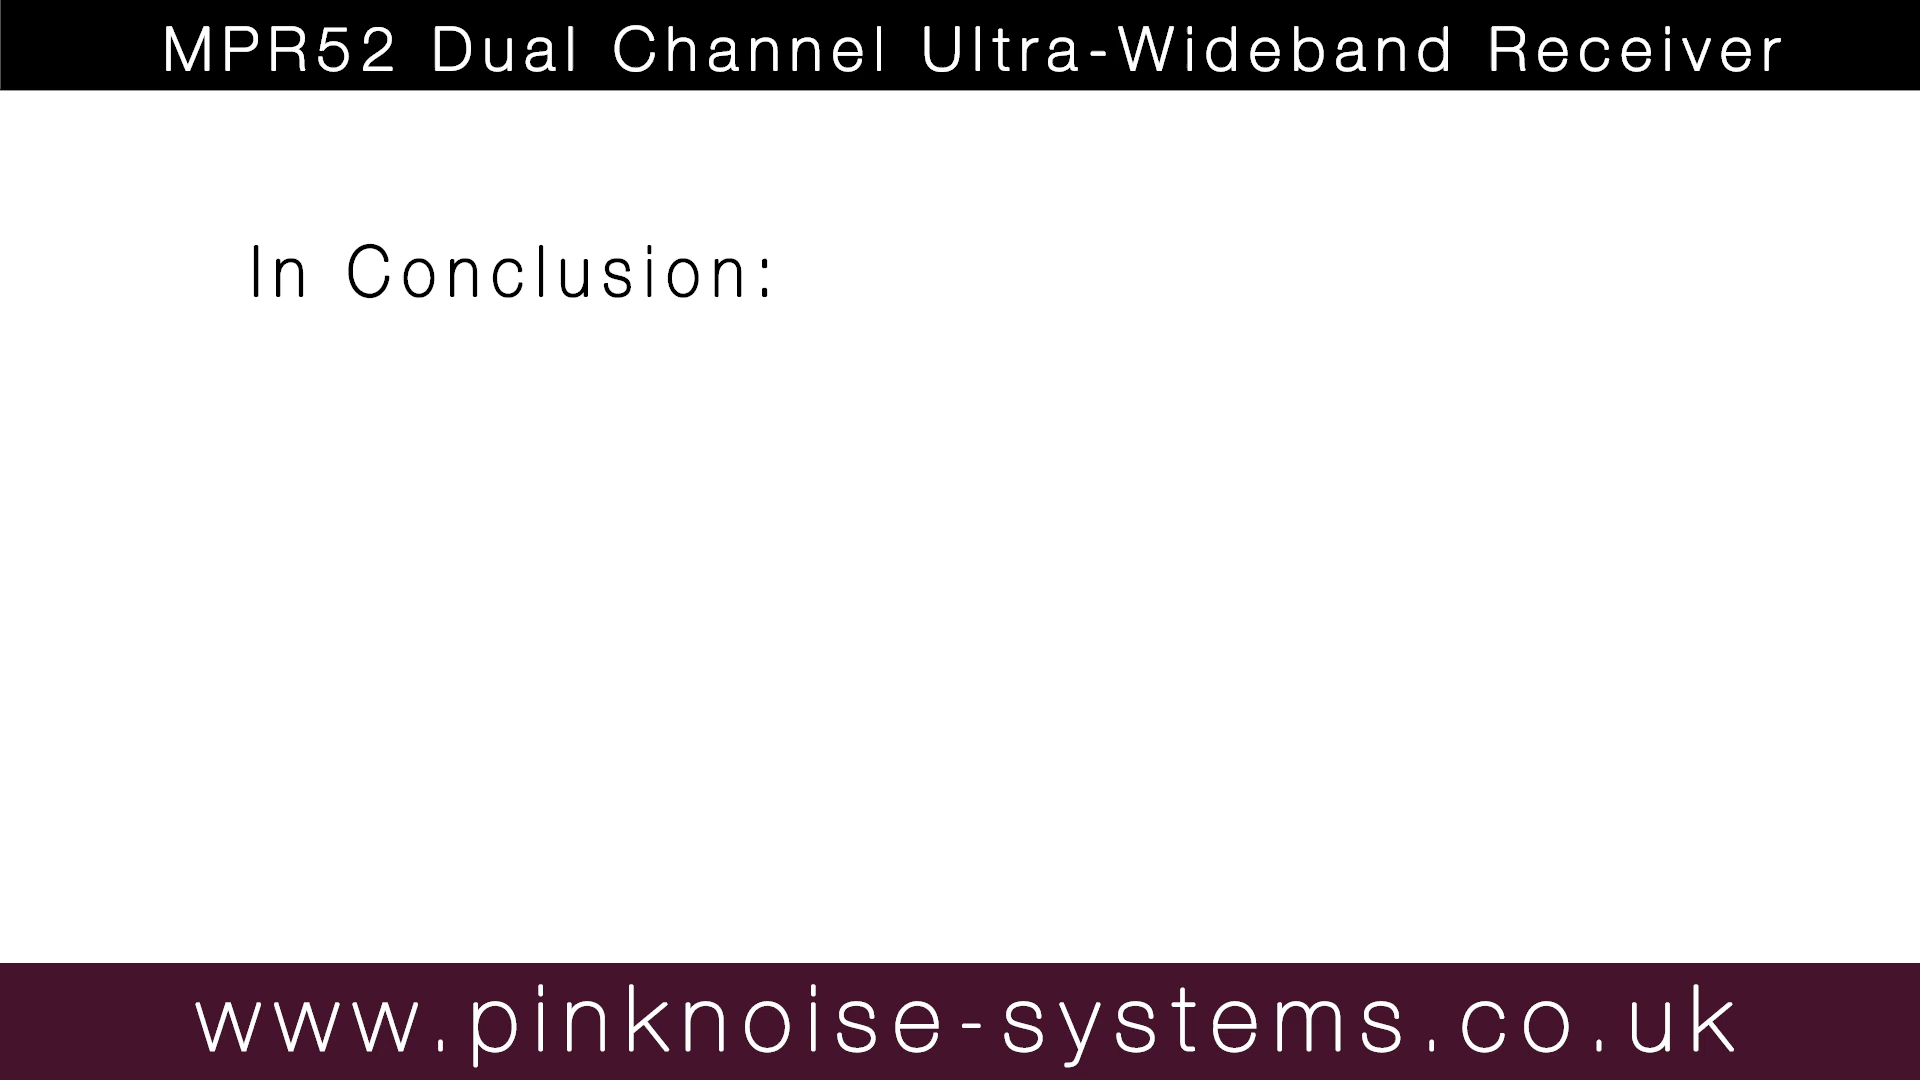 MPR52 Dual Channel Ultra-Wideband Receiver
In Conclusion:
www.pinknoise-systems.co.uk